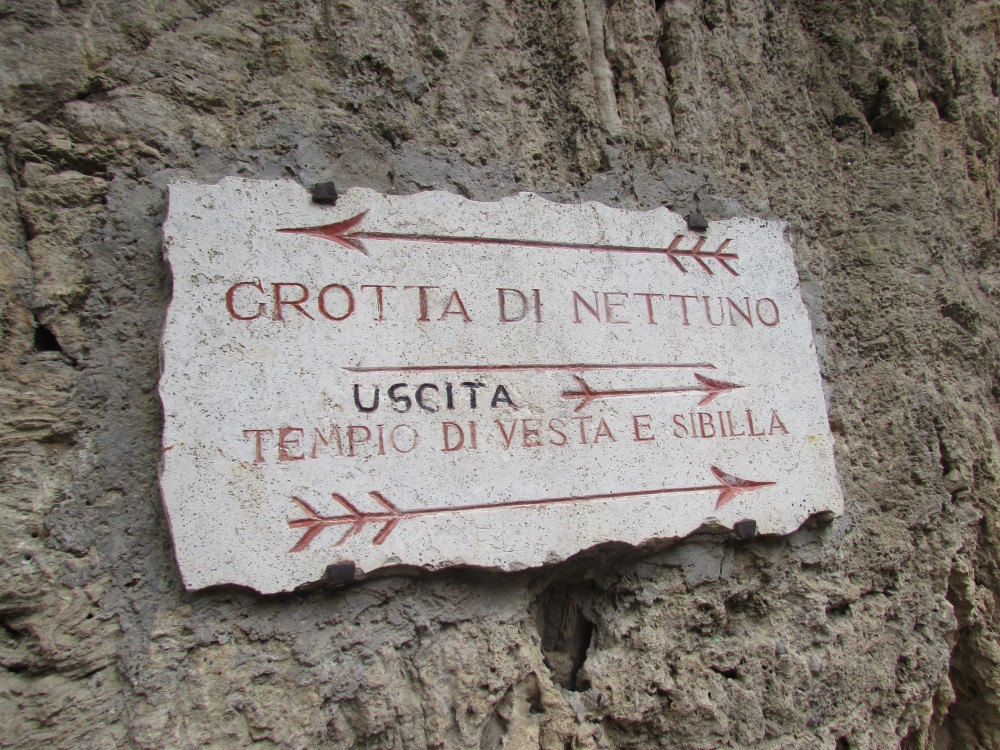 GROTTA DI NETTUNO
USCITA
TEMPIO DI VESTA E SIBILLA